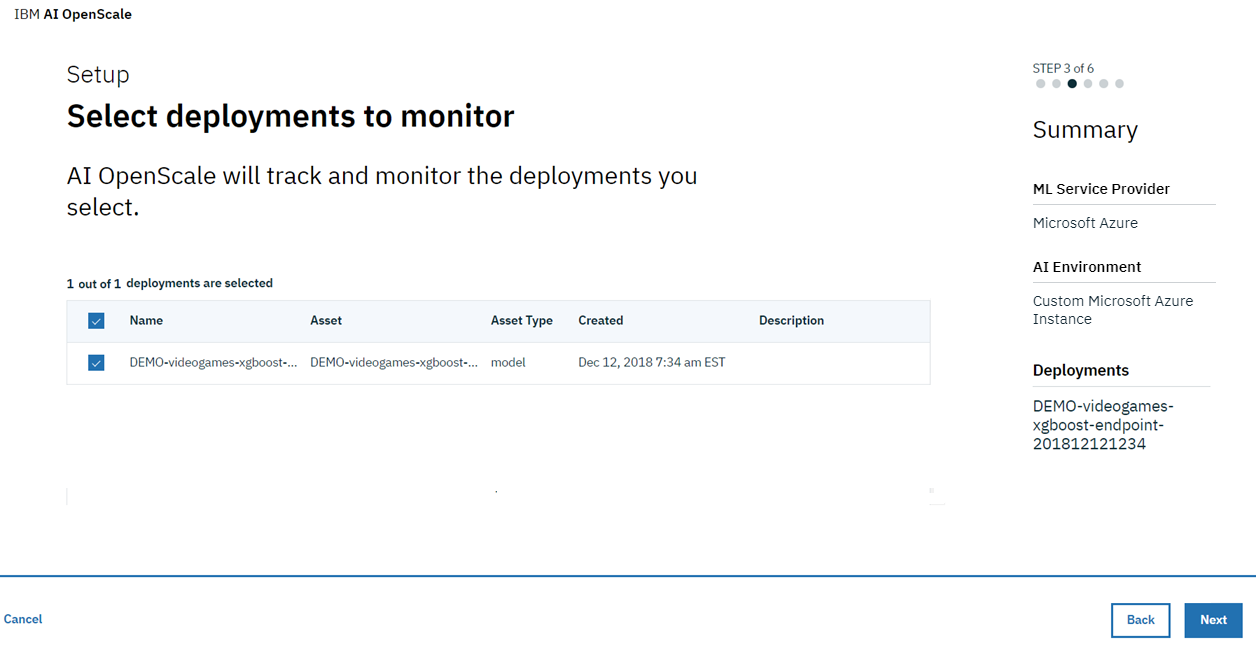 IBM AI OpenScale
Setup
Select deployments to monitor
AI OpenScale will track and monitor the deployments you
select.
1 out of 1 deployments are selected
Name Asset Asset Type Created Description
DEMO-videogames-xgboost-... DEMO-videogames-xgboost-... model Dec 12, 2018 7:34 am EST
STEP 3 of 6
Summary
ML Service Provider
Microsoft Azure
AI Environment
Custom Microsoft Azure
Instance
Deployments
DEMO-videogames-
xgboost-endpoint-
201812121234
Cancel
Back
Next